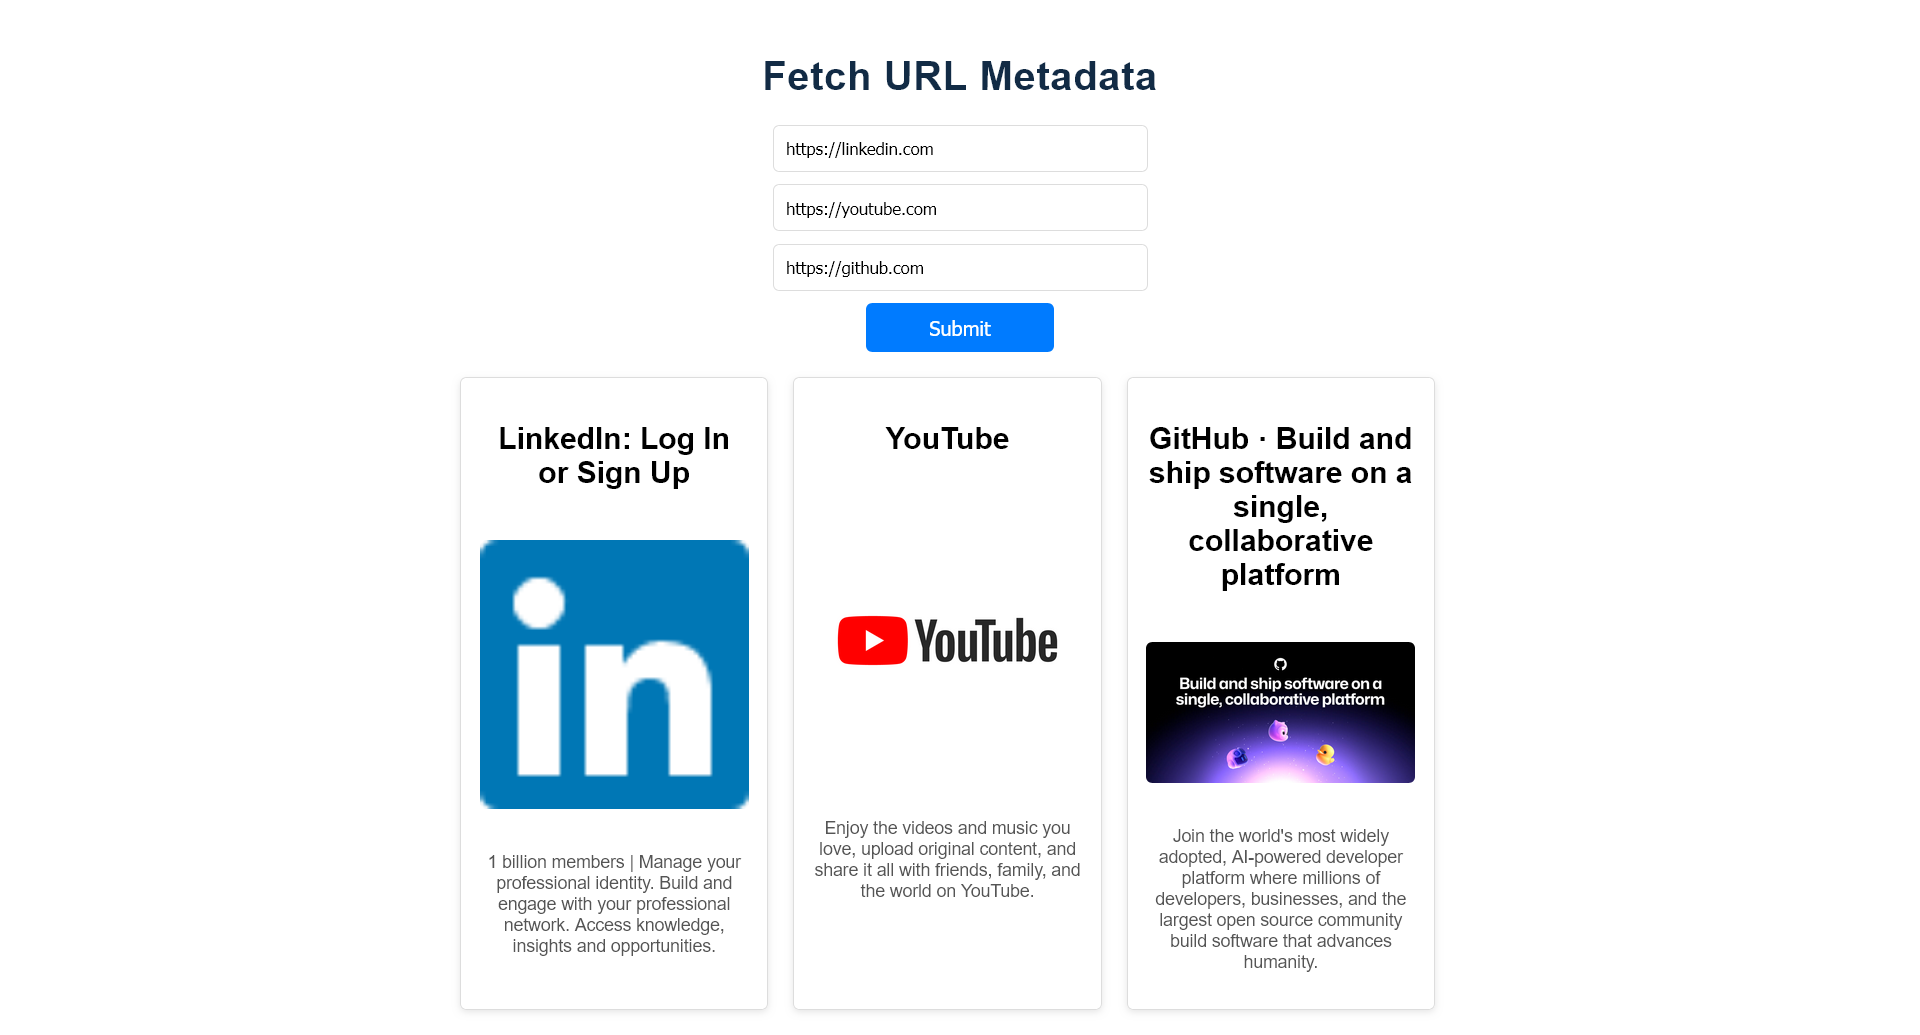 Fetch URL Metadata
https://linkedin.com
https://youtube.com
https://github.com
Submit
LinkedIn: Log In
or Sign Up
in
1 billion members | Manage your
professional identity. Build and
engage with your professional
network. Access knowledge,
insights and opportunities.
YouTube
YouTube
Enjoy the videos and music you
love, upload original content, and
share it all with friends, family, and
the world on YouTube.
GitHub · Build and
ship software on a
single,
collaborative
platform
Build and ship software on a
single, collaborative platform
Join the world's most widely
adopted, AI-powered developer
platform where millions of
developers, businesses, and the
largest open source community
build software that advances
humanity.